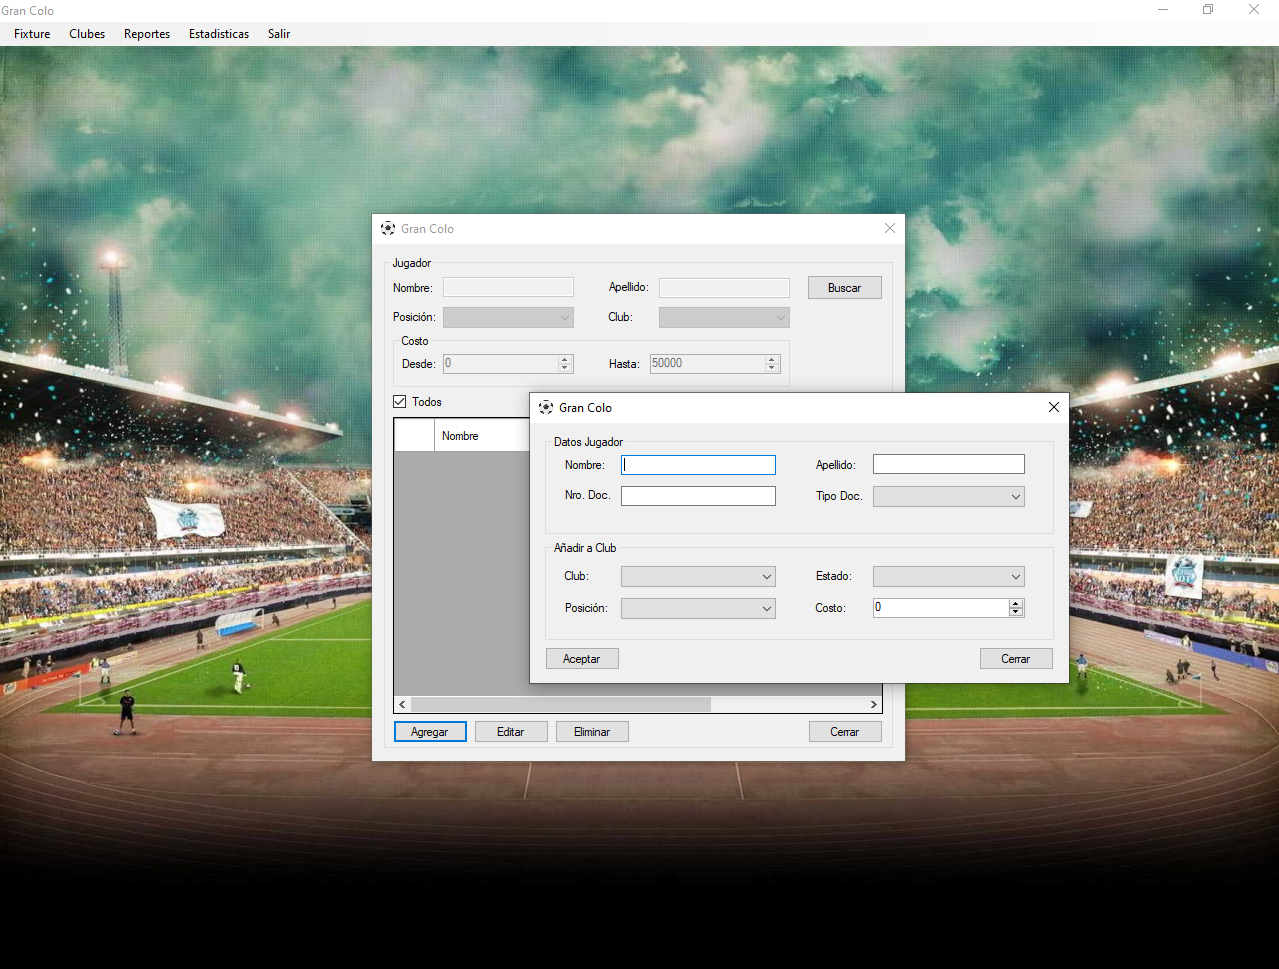 Gran Colo
Fixture Clubes Reportes Estadisticas Salir
Gran Colo
Jugador
Nombre: Apellido: Buscar
Posición: Club:
Costo
Desde: 0 Hasta: 50000
Todos
Nombre
Agregar Editar Eliminar Cerrar
Gran Colo
Datos Jugador
Nombre: Apellido:
Nro. Doc. Tipo Doc.
Añadir a Club
Club: Estado:
Posición: Costo: 0
Aceptar Cerrar